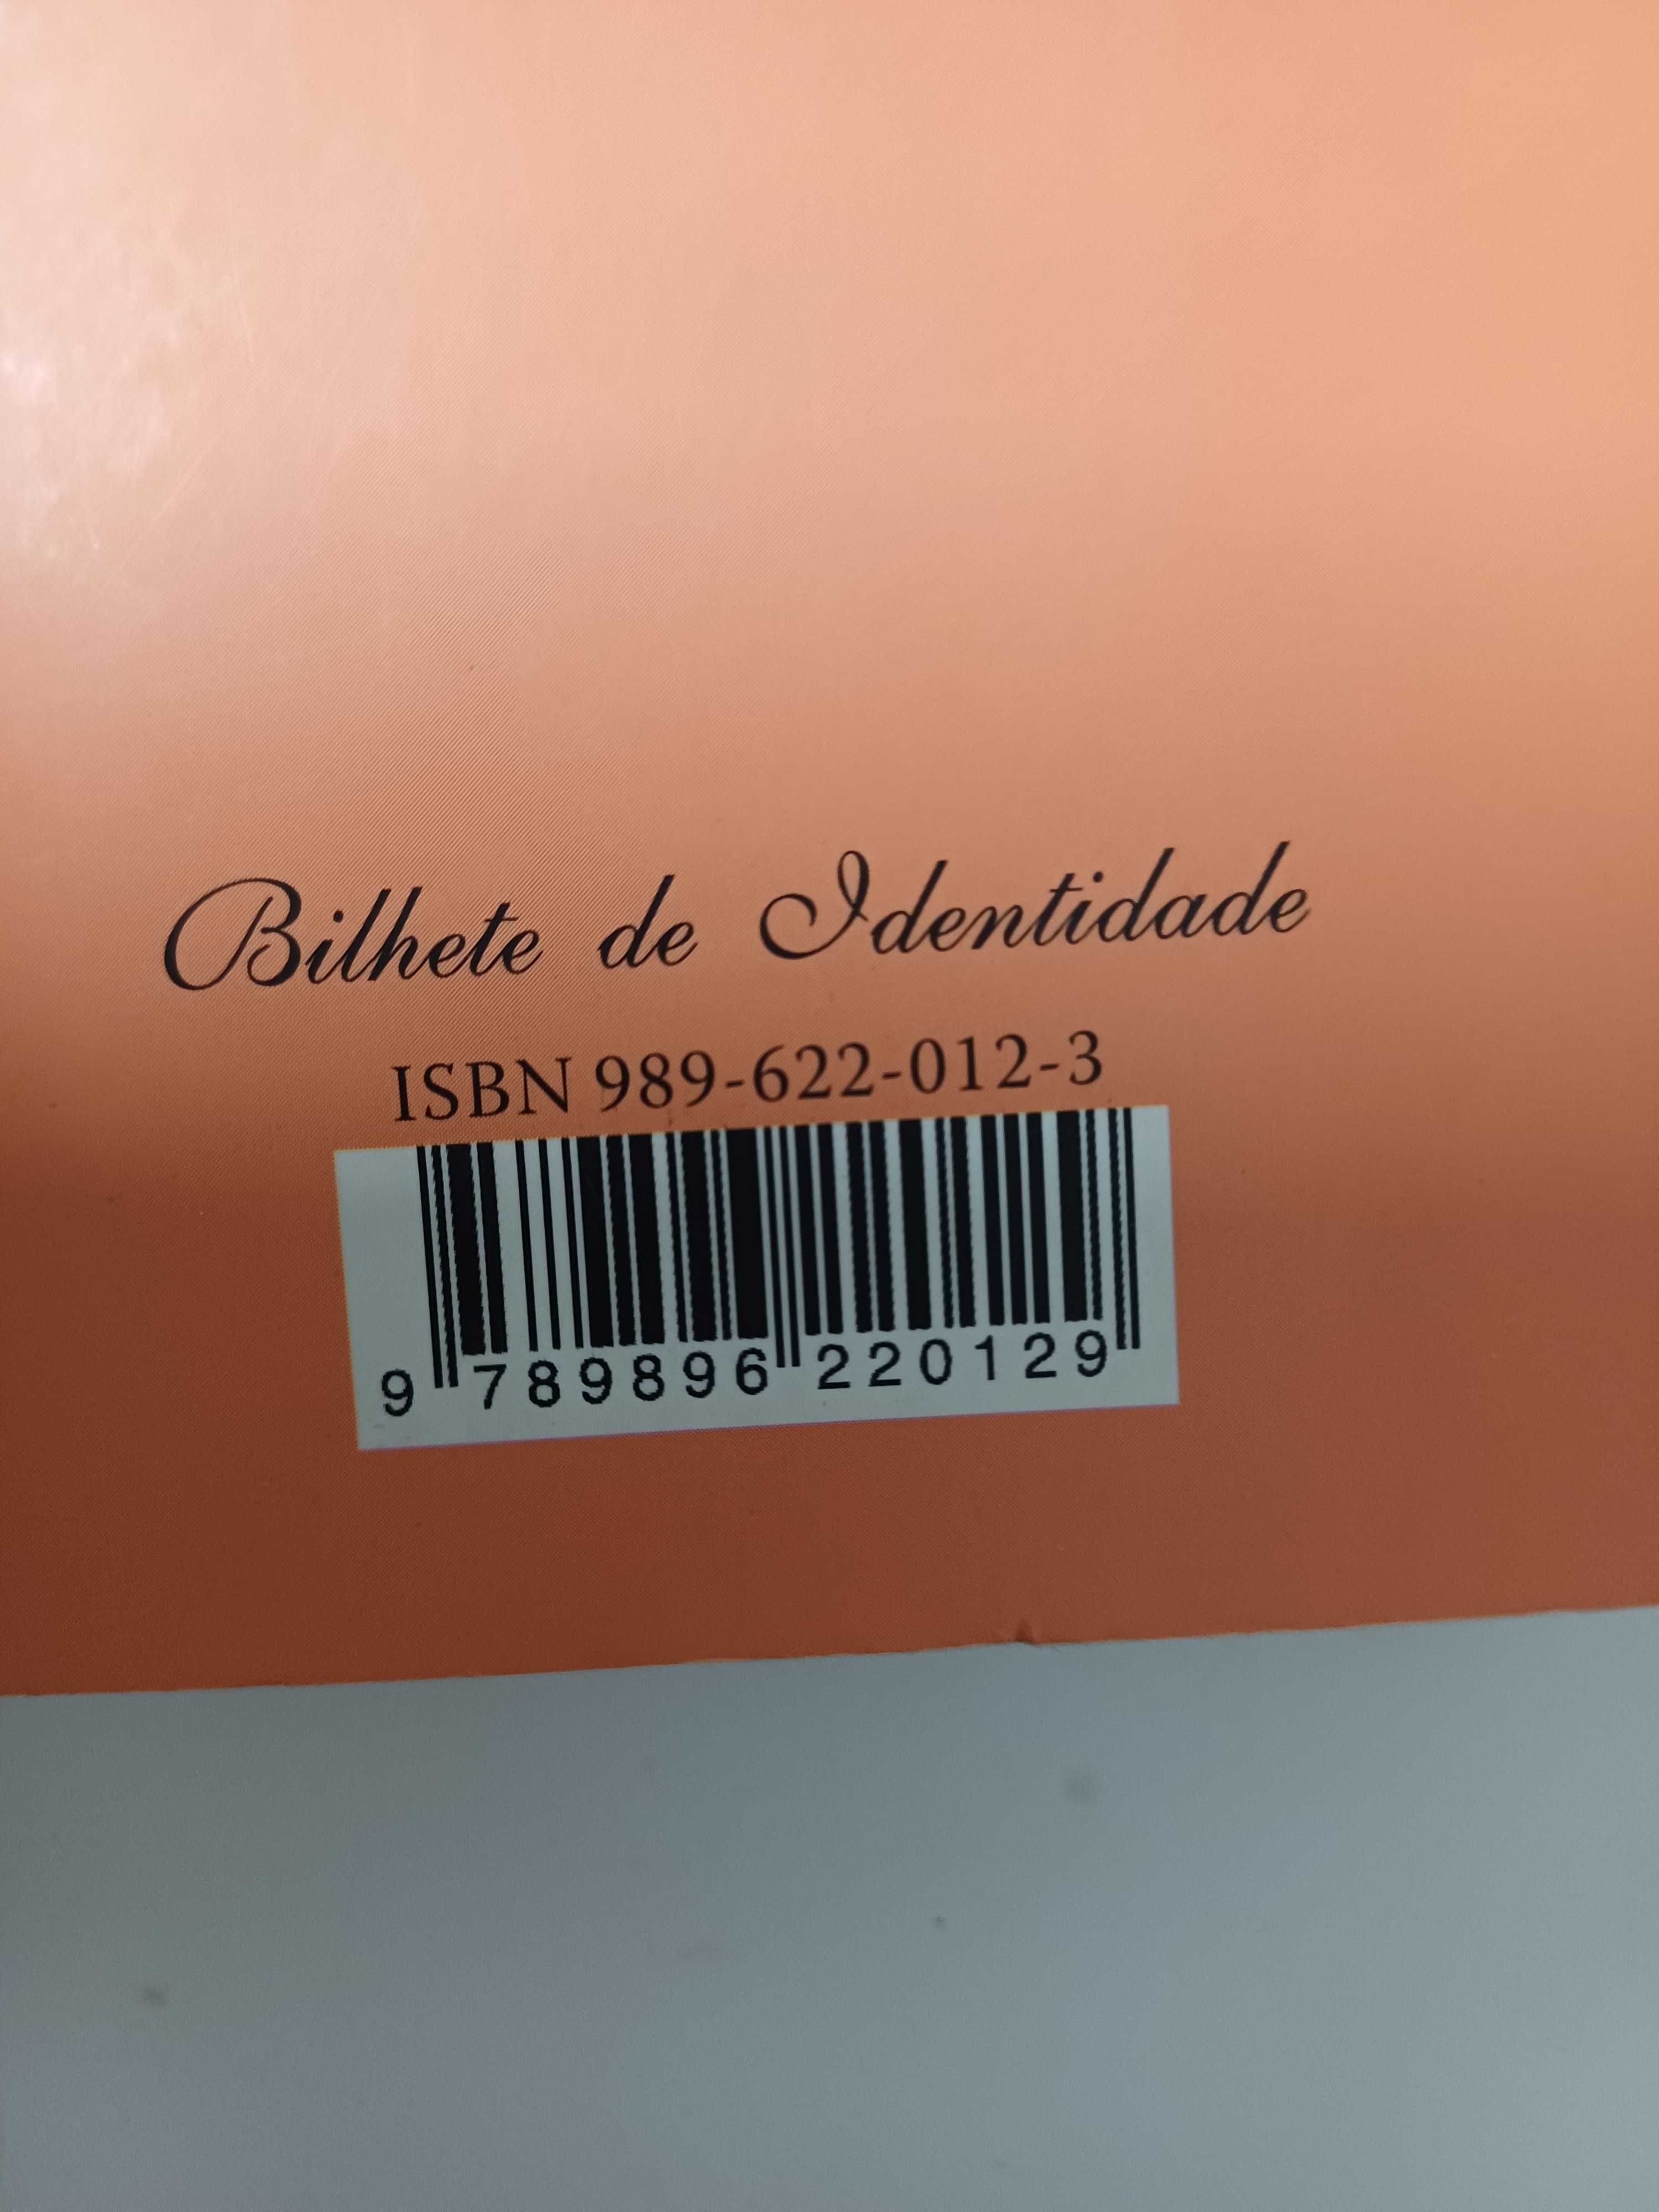 Bilhete de Identidade
ISBN 989-622-012-3
9 789896 220129